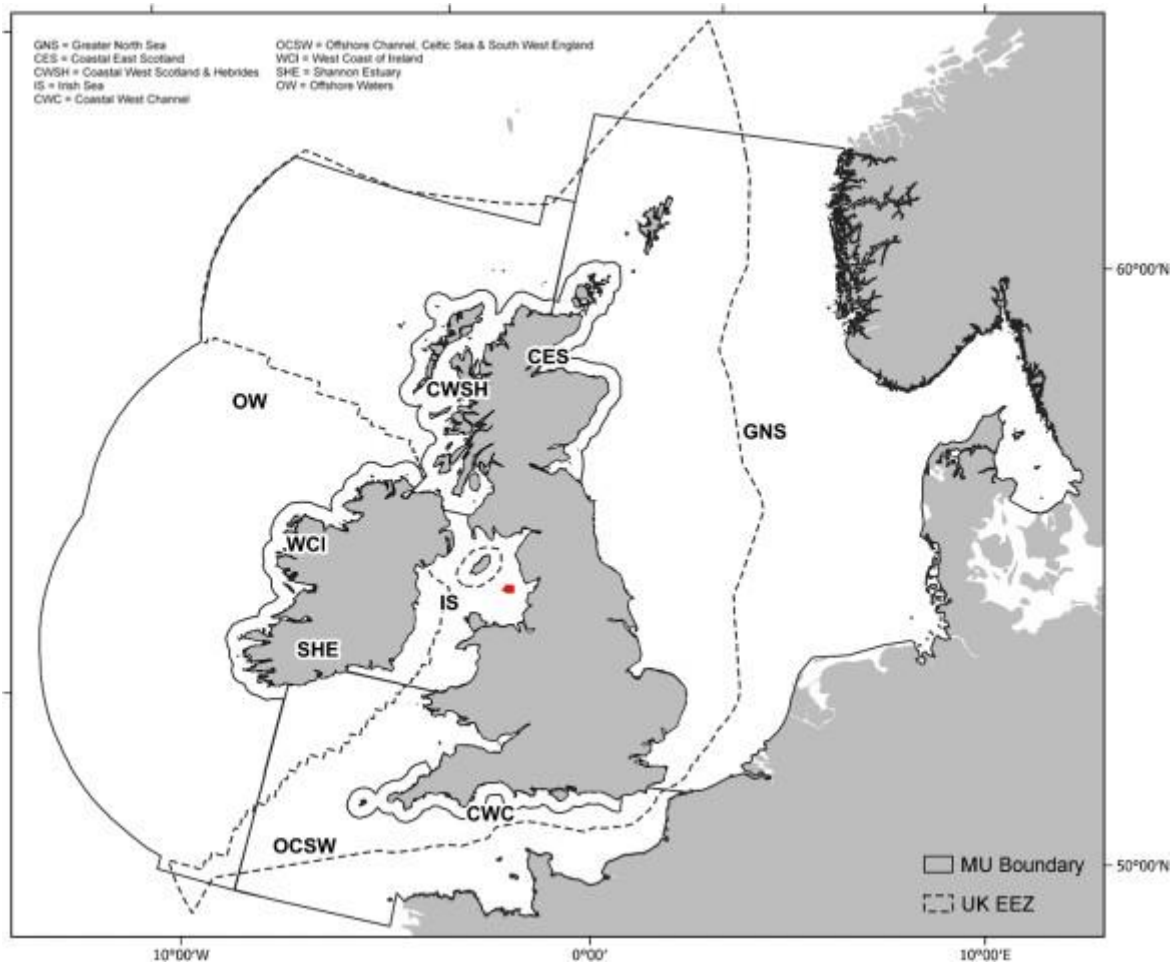 GNS = Greater North Sea
CES = Coastal East Scotland
CWSH = Coastal West Scotland & Hebrides
IS = Irish Sea
CWC = Coastal West Channel
OCSW = Offshore Channel, Celtic Sea & South West England
WCI = West Coast of Ireland
SHE = Shannon Estuary
OW = Offshore Waters
60°00'N
CES
CWSH
OW
GNS
WCI
IS
SHE
CWC
OCSW
MU Boundary
50°00'N
UK EEZ
10°00'W
0°00'
10°00'E